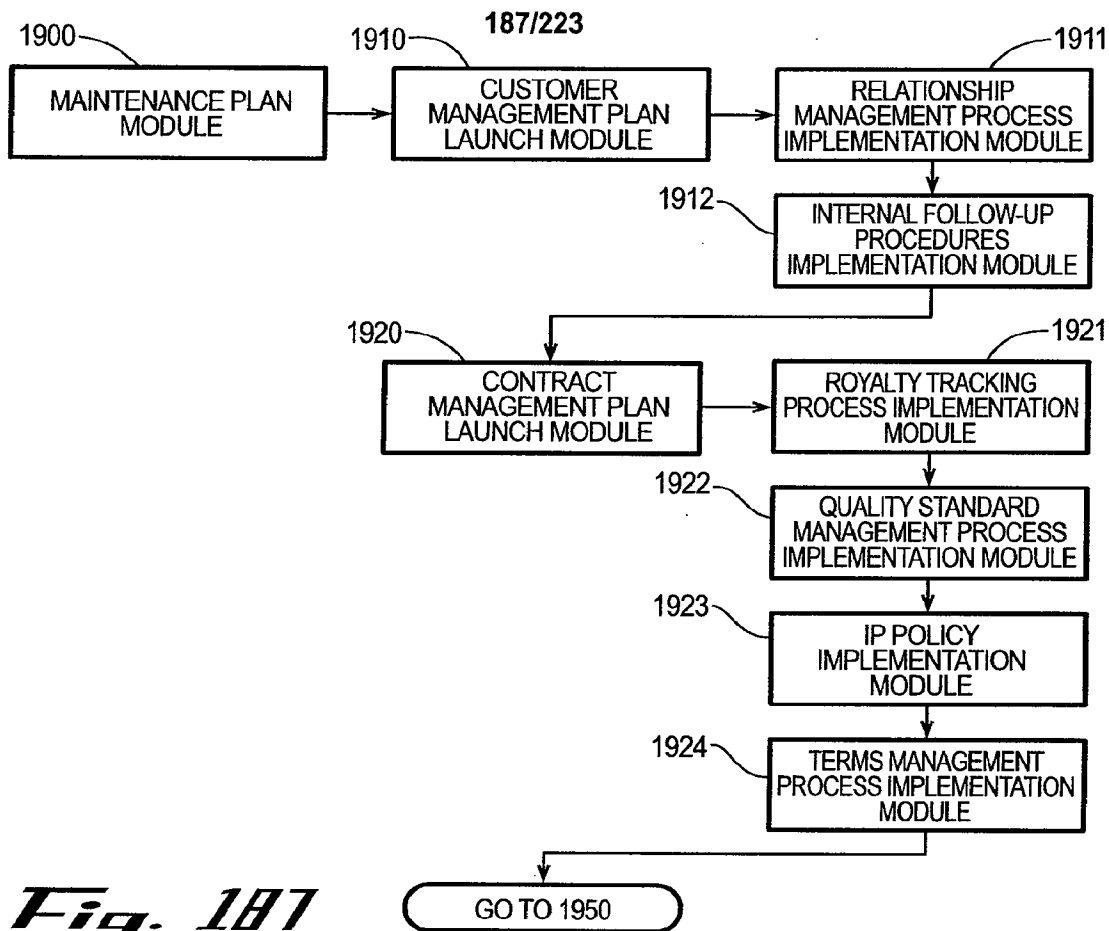 187/223
1900
1910
1911
MAINTENANCE PLAN
MODULE
CUSTOMER
MANAGEMENT PLAN
LAUNCH MODULE
RELATIONSHIP
MANAGEMENT PROCESS
IMPLEMENTATION MODULE
1912
INTERNAL FOLLOW-UP
PROCEDURES
IMPLEMENTATION MODULE
1920
1921
CONTRACT
MANAGEMENT PLAN
LAUNCH MODULE
ROYALTY TRACKING
PROCESS IMPLEMENTATION
MODULE
1922
QUALITY STANDARD
MANAGEMENT PROCESS
IMPLEMENTATION MODULE
1923
IP POLICY
IMPLEMENTATION
MODULE
1924
TERMS MANAGEMENT
PROCESS IMPLEMENTATION
MODULE
GO TO 1950
Fig. 187